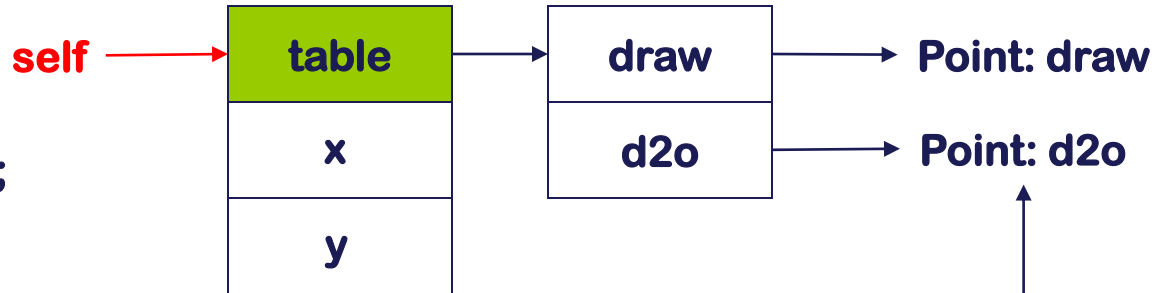 self table draw Point: draw
; x d2o Point: d2o
y